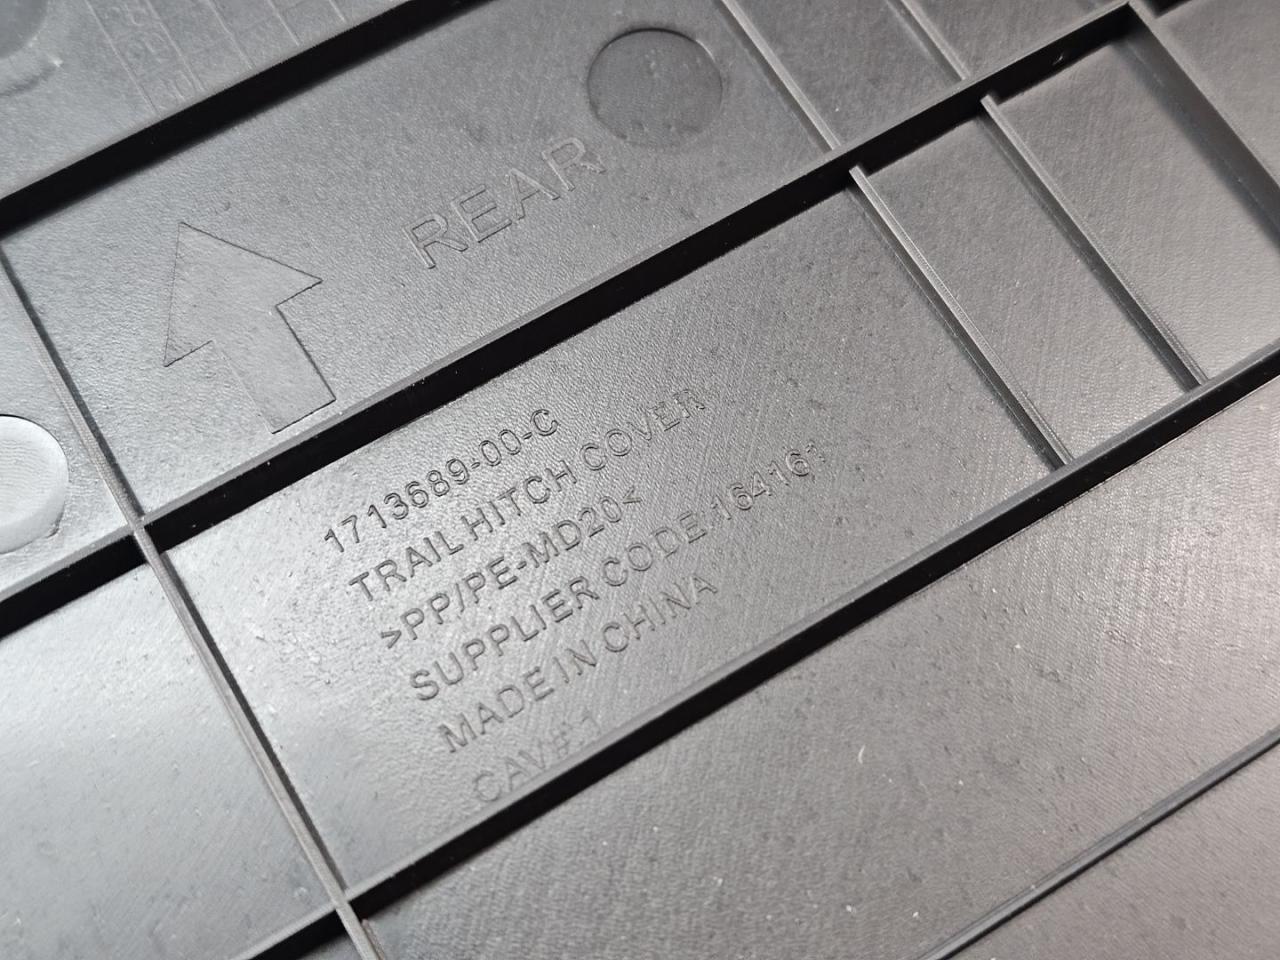 REAR
1713689-00-C
TRAIL HITCH COVER
>PP/PE-MD20<
SUPPLIER CODE:164161
MADE IN CHINA
CAV#1